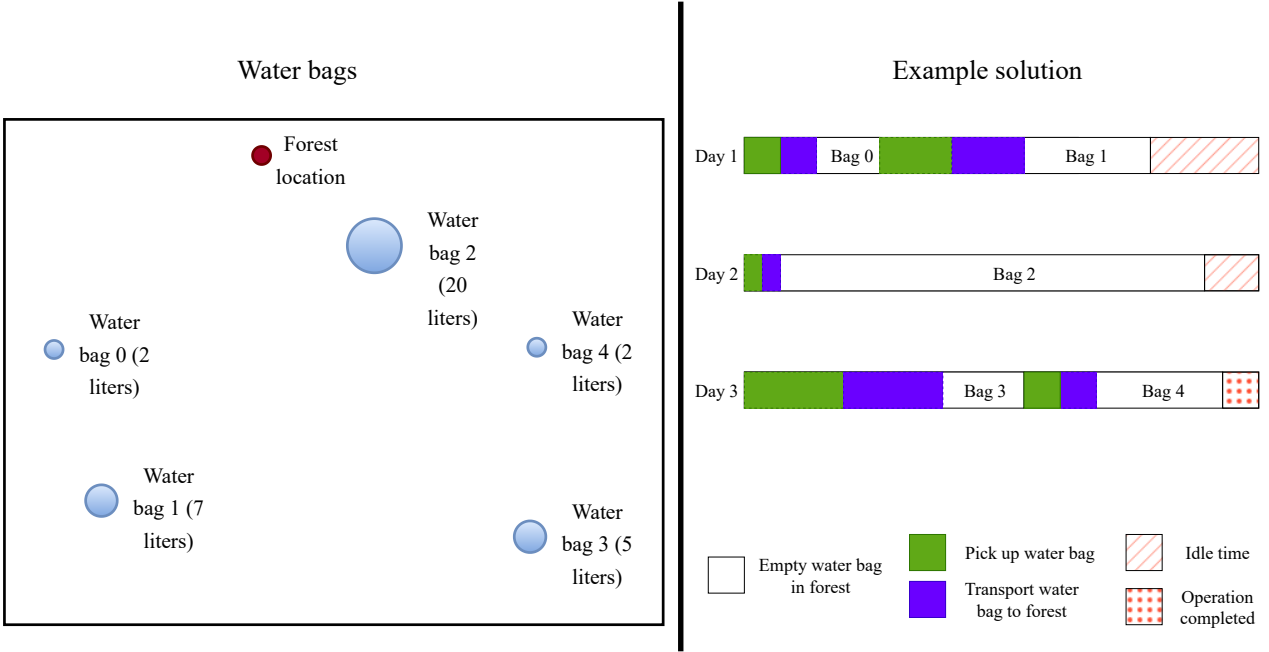 Water bags
Forest
location
Water
bag 2
(20
liters)
Water
bag 0 (2
liters)
Water
bag 4 (2
liters)
Water
bag 1 (7
liters)
Water
bag 3 (5
liters)
Example solution
Day 1
Bag 0
Bag 1
Day 2
Bag 2
Day 3
Bag 3
Bag 4
Empty water bag
in forest
Pick up water bag
Transport water
bag to forest
Idle time
Operation
completed